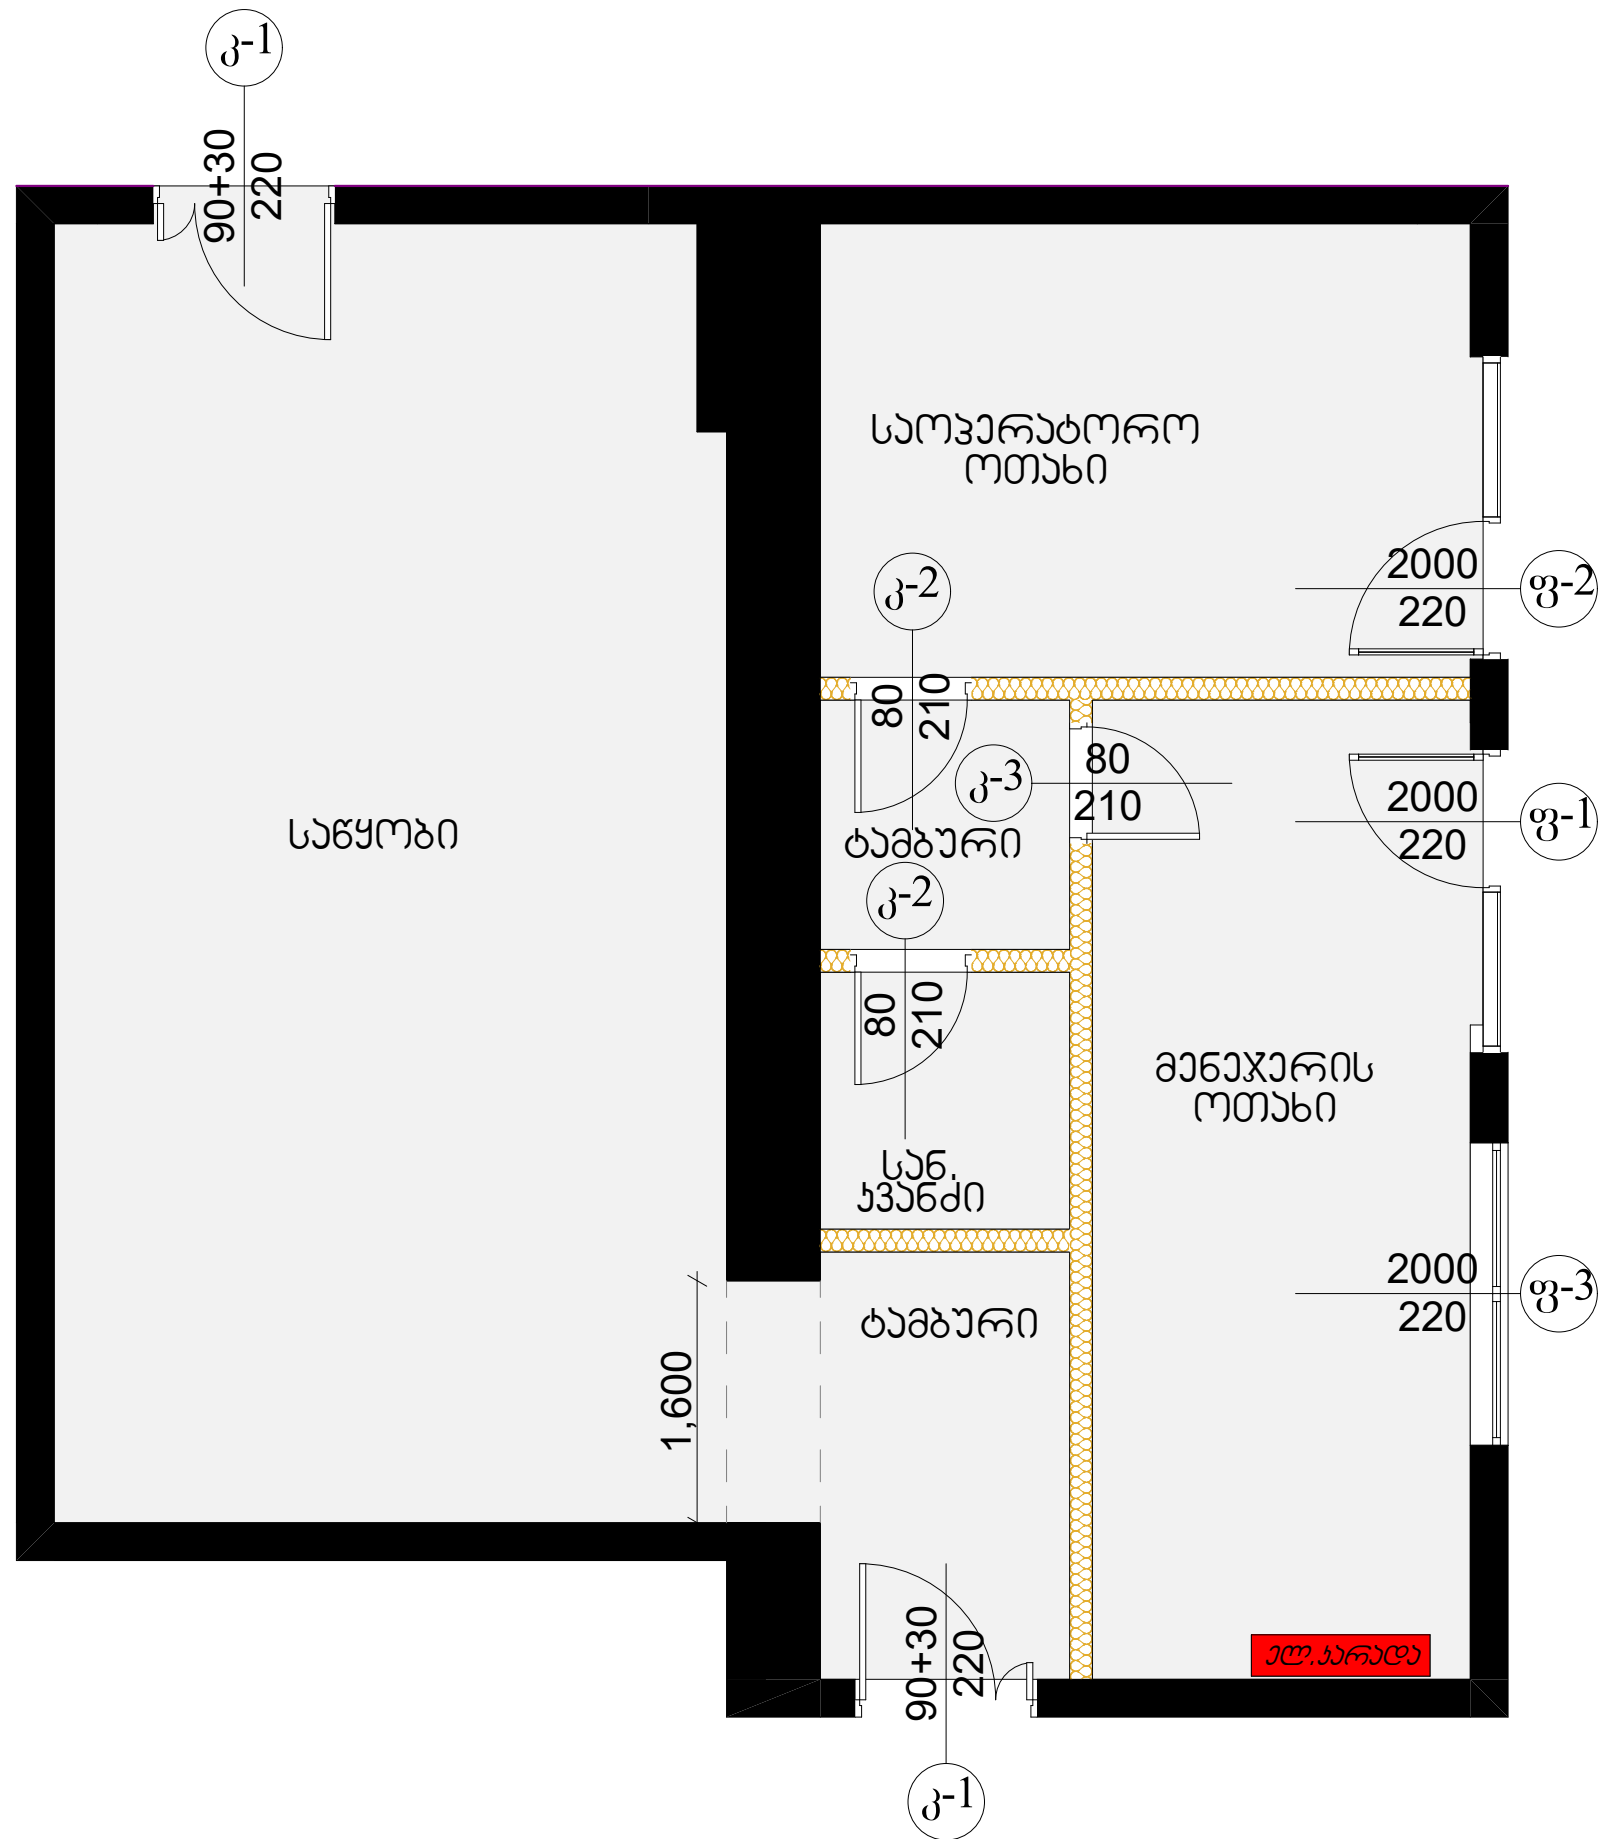 კ-1
90+30
220
საოპერატორო
ოთახი
2000
220
ფ-2
კ-2
80
210
კ-3
80
210
2000
220
ფ-1
საწყობი
ტამბური
კ-2
80
210
მენეჯერის
ოთახი
სან.
კვანძი
2000
220
ფ-3
ტამბური
1,600
ელ.კარადა
90+30
220
კ-1